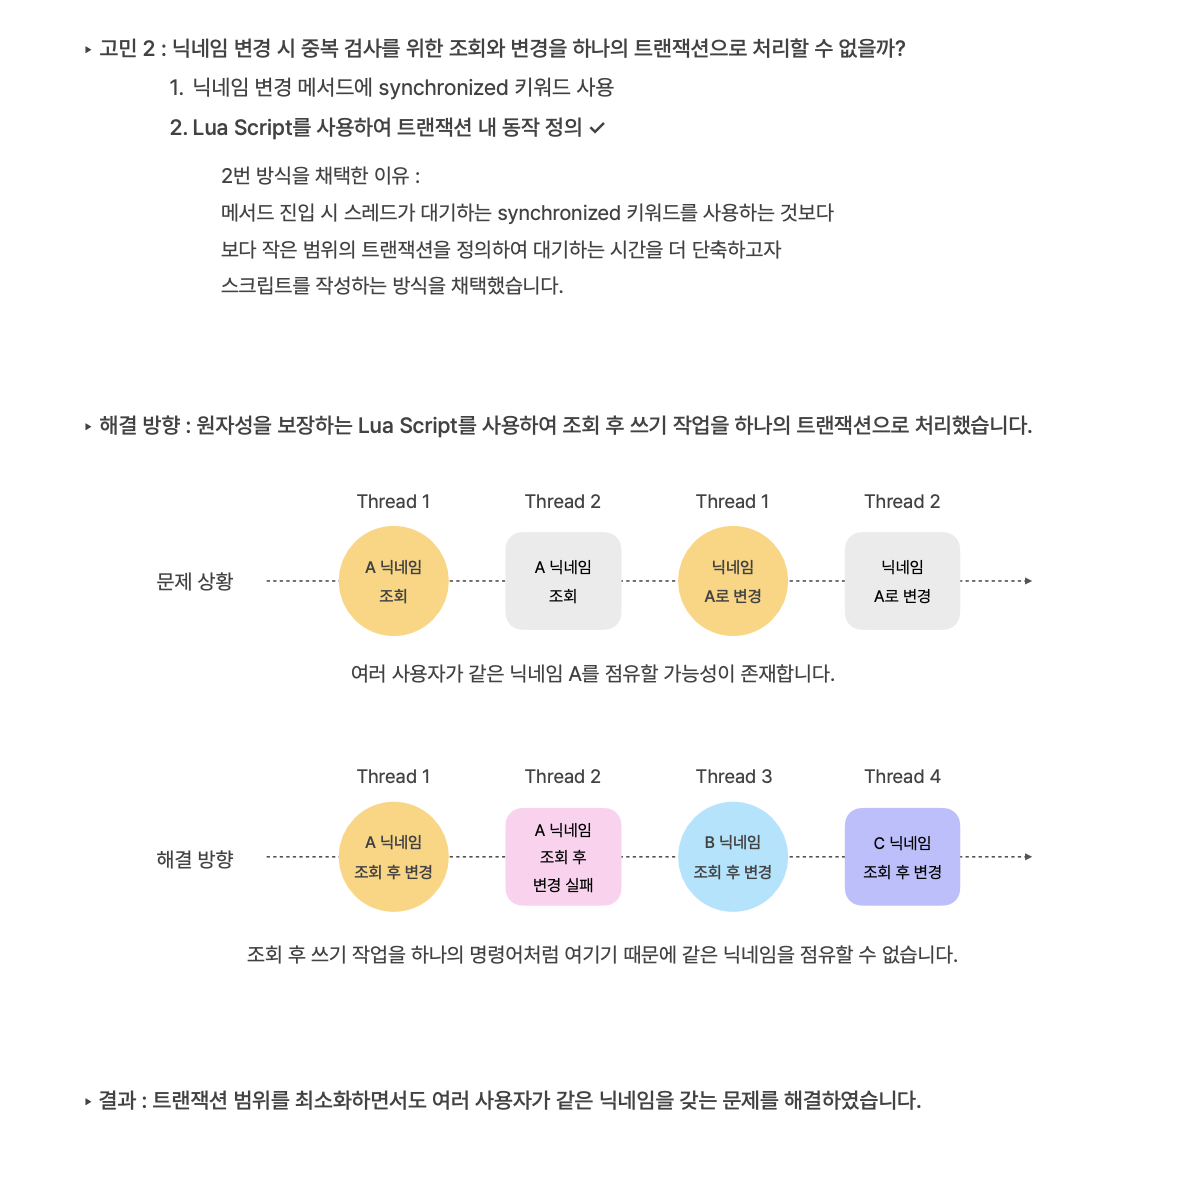 ‣ 고민 2 : 닉네임 변경 시 중복 검사를 위한 조회와 변경을 하나의 트랜잭션으로 처리할 수 없을까?
1. 닉네임 변경 메서드에 synchronized 키워드 사용
2. Lua Script를 사용하여 트랜잭션 내 동작 정의 ✓
2번 방식을 채택한 이유 :
메서드 진입 시 스레드가 대기하는 synchronized 키워드를 사용하는 것보다
보다 작은 범위의 트랜잭션을 정의하여 대기하는 시간을 더 단축하고자
스크립트를 작성하는 방식을 채택했습니다.
‣ 해결 방향 : 원자성을 보장하는 Lua Script를 사용하여 조회 후 쓰기 작업을 하나의 트랜잭션으로 처리했습니다.
Thread 1
Thread 2
Thread 1
Thread 2
문제 상황
A 닉네임
조회
A 닉네임
조회
닉네임
A로 변경
닉네임
A로 변경
여러 사용자가 같은 닉네임 A를 점유할 가능성이 존재합니다.
Thread 1
Thread 2
Thread 3
Thread 4
해결 방향
A 닉네임
조회 후 변경
A 닉네임
조회 후
변경 실패
B 닉네임
조회 후 변경
C 닉네임
조회 후 변경
조회 후 쓰기 작업을 하나의 명령어처럼 여기기 때문에 같은 닉네임을 점유할 수 없습니다.
‣ 결과 : 트랜잭션 범위를 최소화하면서도 여러 사용자가 같은 닉네임을 갖는 문제를 해결하였습니다.